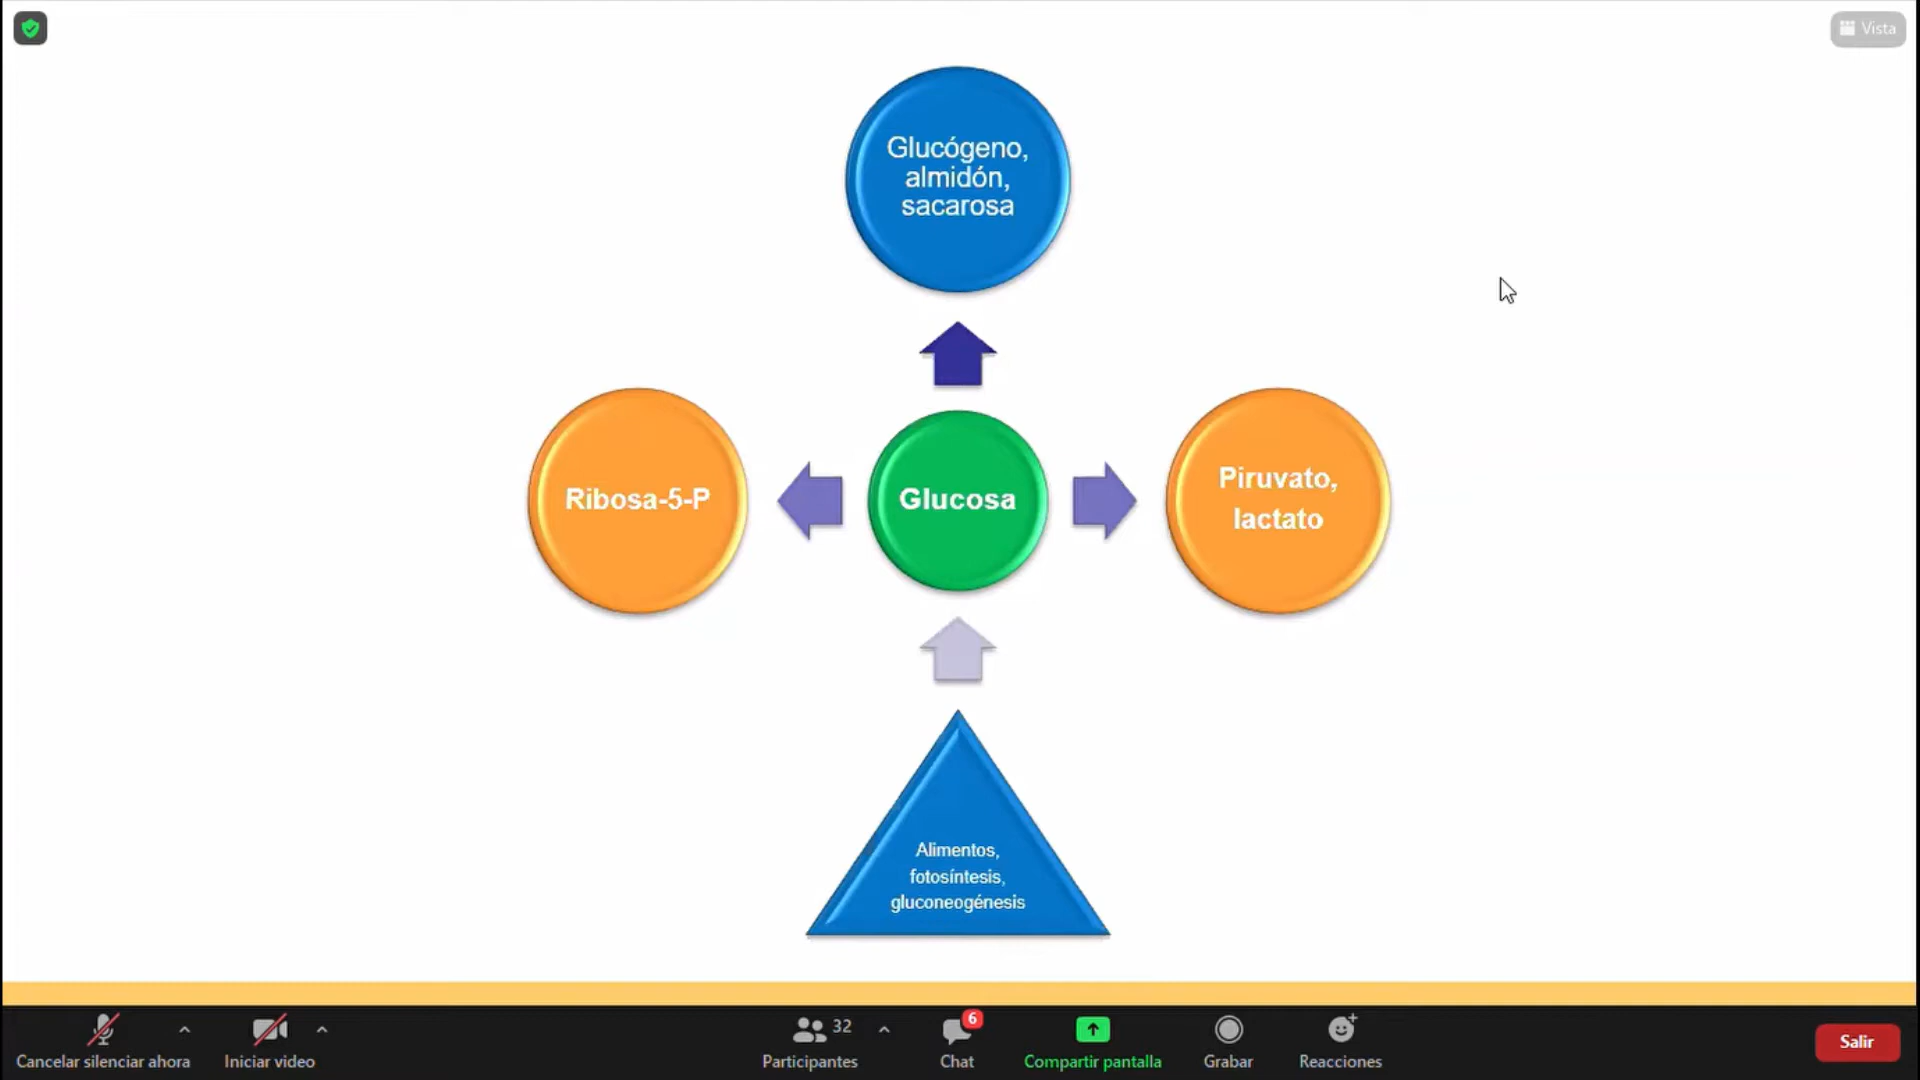 Vista
Glucógeno,
almidón,
sacarosa
Ribosa-5-P
Glucosa
Piruvato,
lactato
Alimentos,
fotosíntesis,
gluconeogénesis
Cancelar silenciar ahora
Iniciar video
32
Participantes
6
Chat
Compartir pantalla
Grabar
Reacciones
Salir